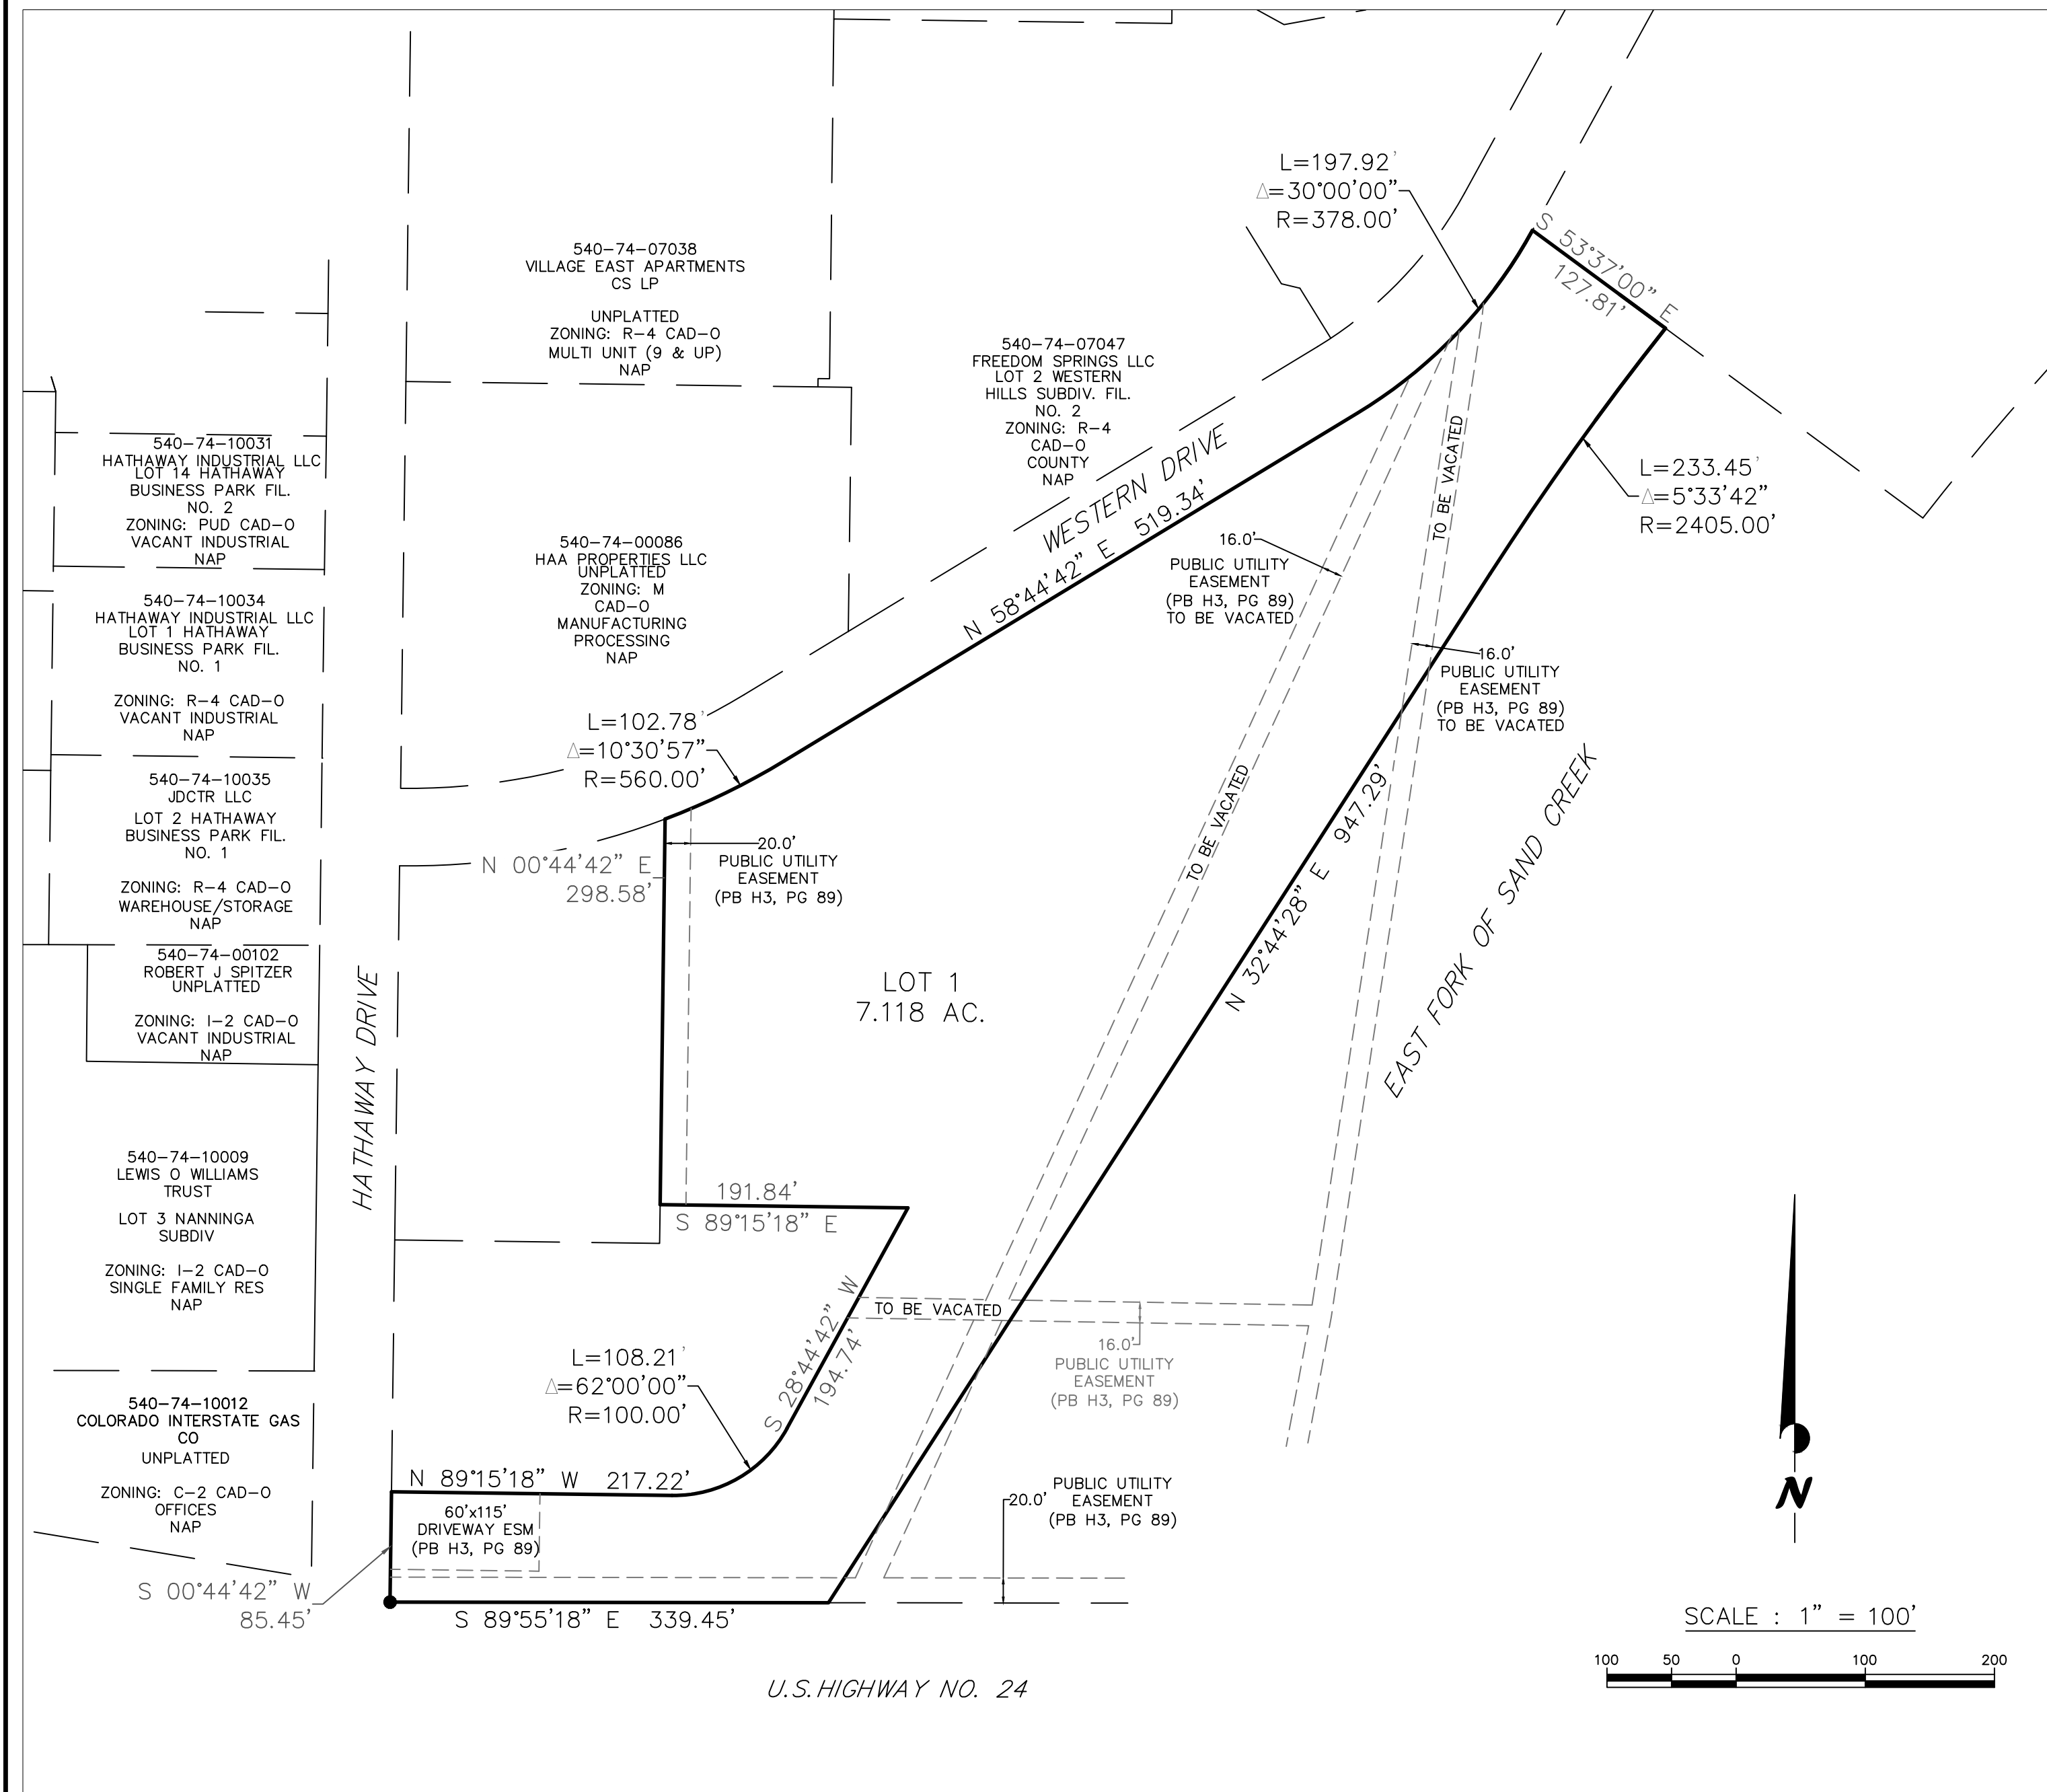 L=197.92'
Δ=30°00'00"
R=378.00'
S 53°37'00" E
127.81'
540-74-07038
VILLAGE EAST APARTMENTS
CS LP
UNPLATTED
ZONING: R-4 CAD-O
MULTI UNIT (9 & UP)
NAP
540-74-07047
FREEDOM SPRINGS LLC
LOT 2 WESTERN
HILLS SUBDIV. FIL.
NO. 2
ZONING: R-4
CAD-O
COUNTY
NAP
540-74-10031
HATHAWAY INDUSTRIAL LLC
LOT 14 HATHAWAY
BUSINESS PARK FIL.
NO. 2
ZONING: PUD CAD-O
VACANT INDUSTRIAL
NAP
WESTERN DRIVE
N 58°44'42" E 519.34'
TO BE VACATED
L=233.45'
Δ=5°33'42"
R=2405.00'
540-74-00086
HAA PROPERTIES LLC
UNPLATTED
ZONING: M
CAD-O
MANUFACTURING
PROCESSING
NAP
16.0'
PUBLIC UTILITY
EASEMENT
(PB H3, PG 89)
TO BE VACATED
540-74-10034
HATHAWAY INDUSTRIAL LLC
LOT 1 HATHAWAY
BUSINESS PARK FIL.
NO. 1
ZONING: R-4 CAD-O
VACANT INDUSTRIAL
NAP
16.0'
PUBLIC UTILITY
EASEMENT
(PB H3, PG 89)
TO BE VACATED
L=102.78'
Δ=10°30'57"
R=560.00'
540-74-10035
JDCTR LLC
LOT 2 HATHAWAY
BUSINESS PARK FIL.
NO. 1
ZONING: R-4 CAD-O
WAREHOUSE/STORAGE
NAP
N 00°44'42" E
298.58'
20.0'
PUBLIC UTILITY
EASEMENT
(PB H3, PG 89)
TO BE VACATED
N 32°44'28" E 947.29'
EAST FORK OF SAND CREEK
540-74-00102
ROBERT J SPITZER
UNPLATTED
ZONING: I-2 CAD-O
VACANT INDUSTRIAL
NAP
HATHAWAY DRIVE
LOT 1
7.118 AC.
540-74-10009
LEWIS O WILLIAMS
TRUST
LOT 3 NANNINGA
SUBDIV
ZONING: I-2 CAD-O
SINGLE FAMILY RES
NAP
191.84'
S 89°15'18" E
S 28°44'42" W
194.74'
TO BE VACATED
16.0'
PUBLIC UTILITY
EASEMENT
(PB H3, PG 89)
L=108.21'
Δ=62°00'00"
R=100.00'
540-74-10012
COLORADO INTERSTATE GAS
CO
UNPLATTED
ZONING: C-2 CAD-O
OFFICES
NAP
N 89°15'18" W 217.22'
60'x115'
DRIVEWAY ESM
(PB H3, PG 89)
20.0'
PUBLIC UTILITY
EASEMENT
(PB H3, PG 89)
N
S 00°44'42" W
85.45'
S 89°55'18" E 339.45'
U.S.HIGHWAY NO. 24
SCALE : 1" = 100'
100 50 0 100 200